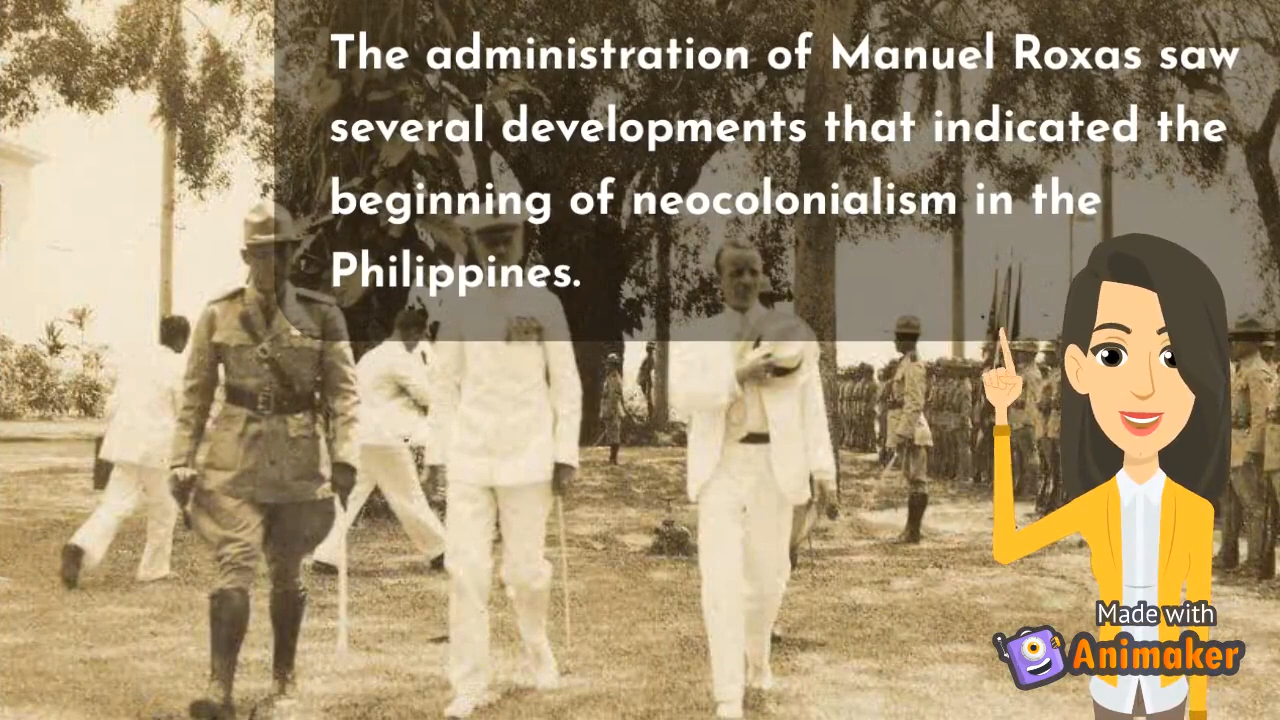 The administration of Manuel Roxas saw
several developments that indicated the
beginning of neocolonialism in the
Philippines.
Made with
Animaker